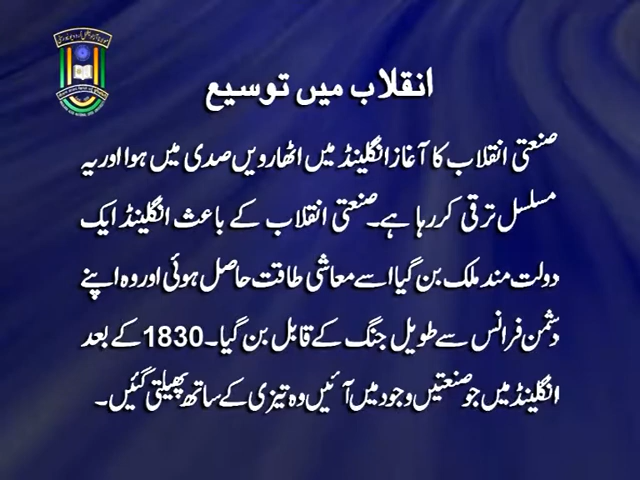 انقلاب میں توسیع
صنعتی انقلاب کا آغاز انگلینڈ میں اٹھارویں صدی میں ہوا اور یہ
مسلسل ترقی کر رہا ہے۔ صنعتی انقلاب کے باعث انگلینڈ ایک
دولت مند ملک بن گیا اسے معاشی طاقت حاصل ہوئی اور وہ اپنے
دشمن فرانس سے طویل جنگ کے قابل بن گیا۔ 1830 کے بعد
انگلینڈ میں جو صنعتیں وجود میں آئیں وہ تیزی کے ساتھ پھیلتی گئیں۔